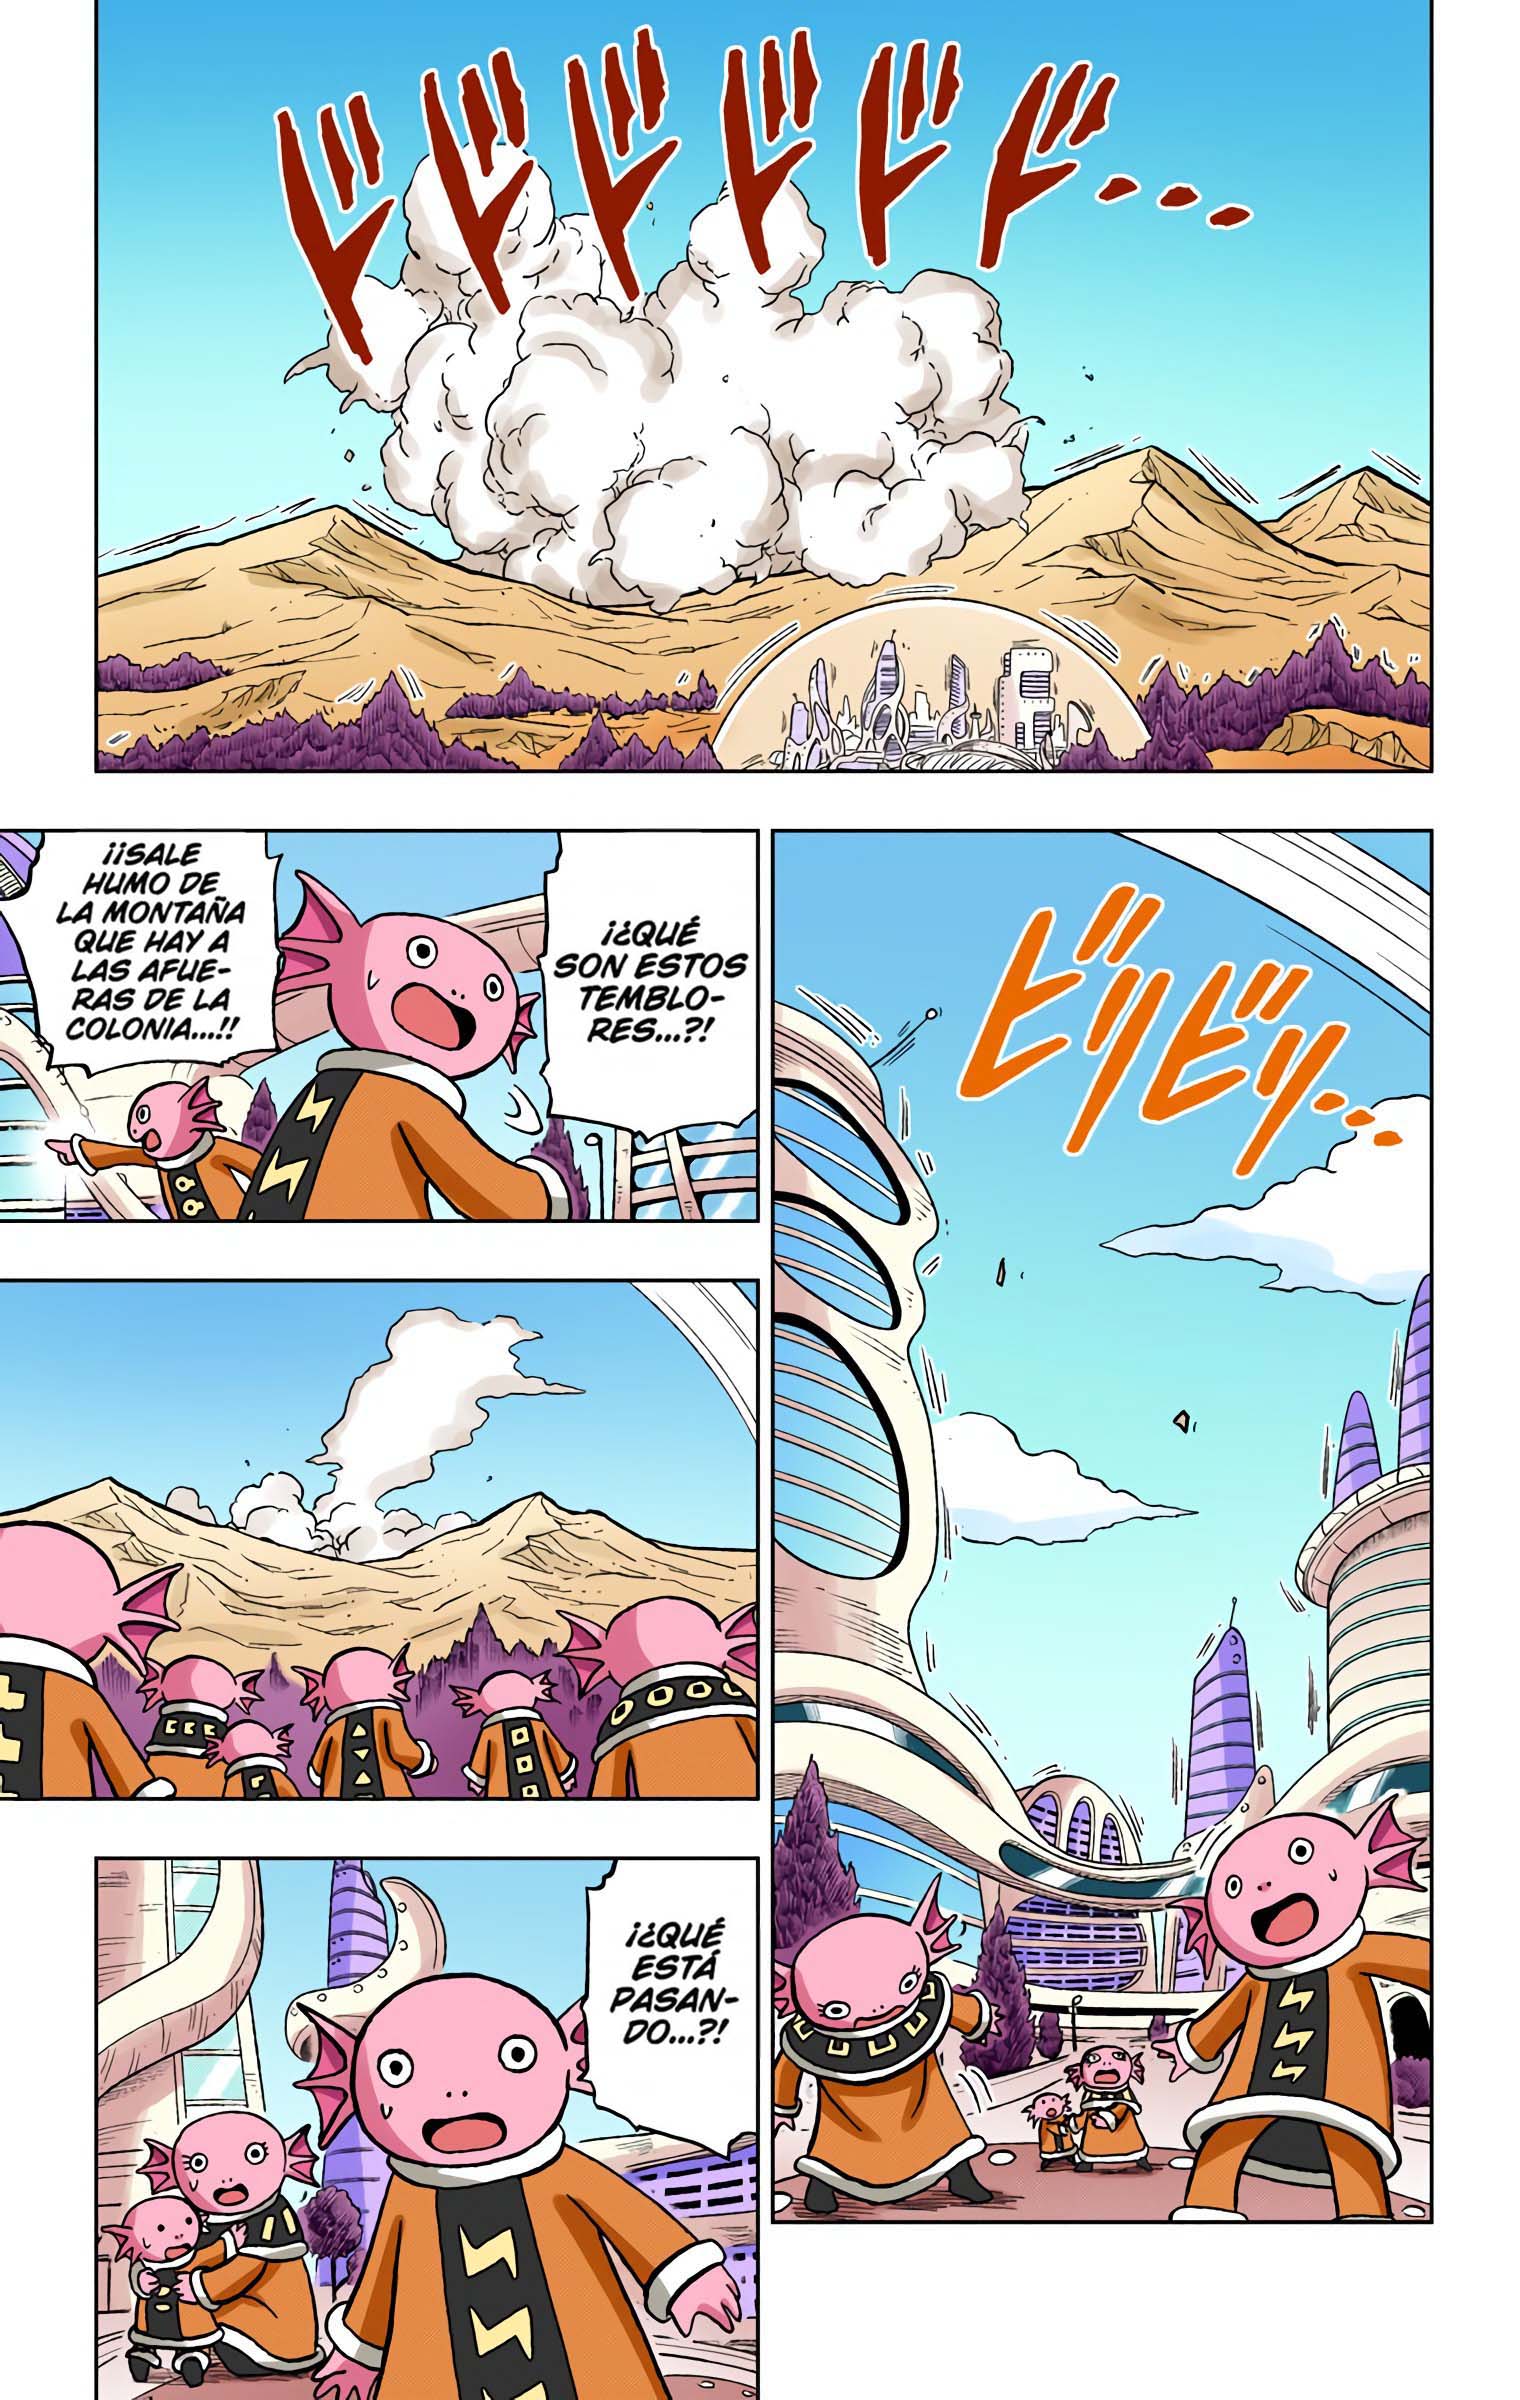 ドドドドドド...
ビリビリ...
¡¿QUÉ
SON ESTOS
TEMBLO-
RES...?!
¡¡SALE
HUMO DE
LA MONTAÑA
QUE HAY A
LAS AFUE-
RAS DE LA
COLONIA...!!
¡¿QUÉ
ESTÁ
PASAN-
DO...?!